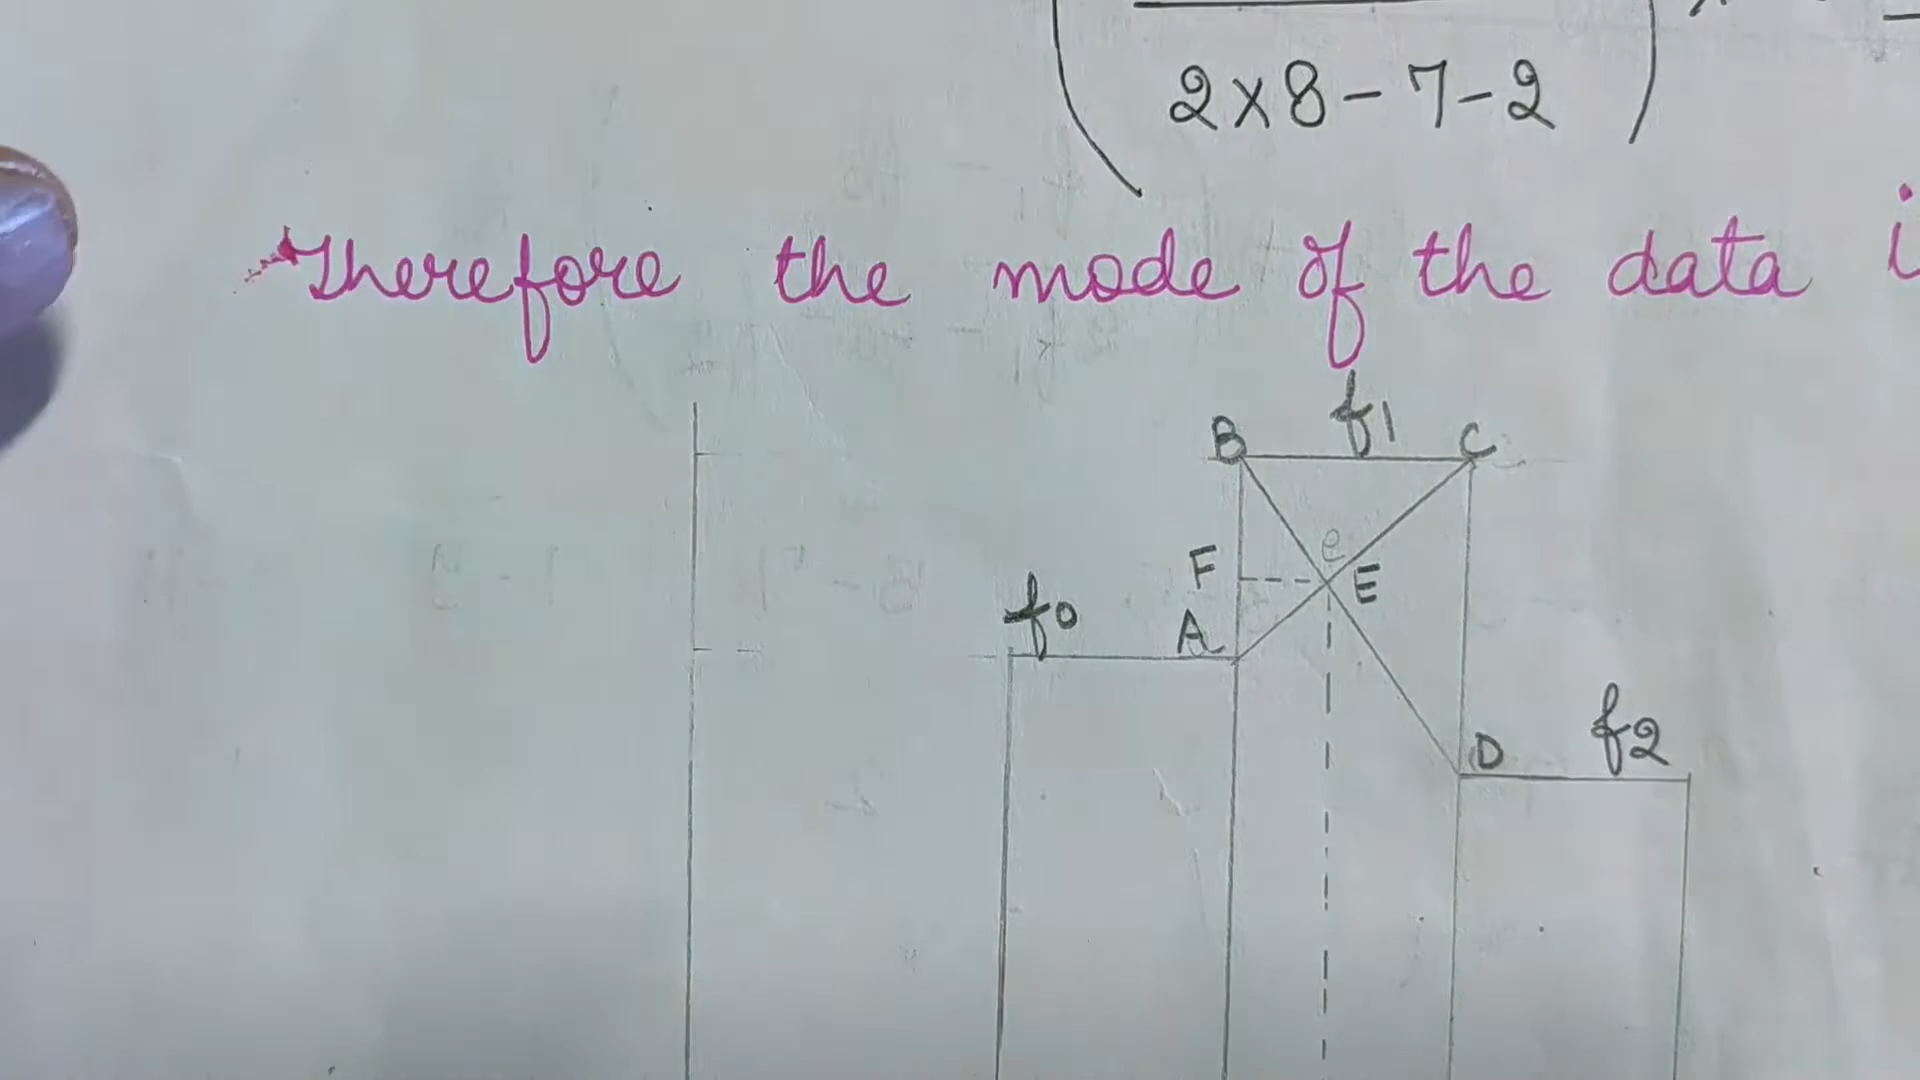 2×8-7-2
Therefore the mode of the data i
f1
B C
e
F E
f0 A
f2
D